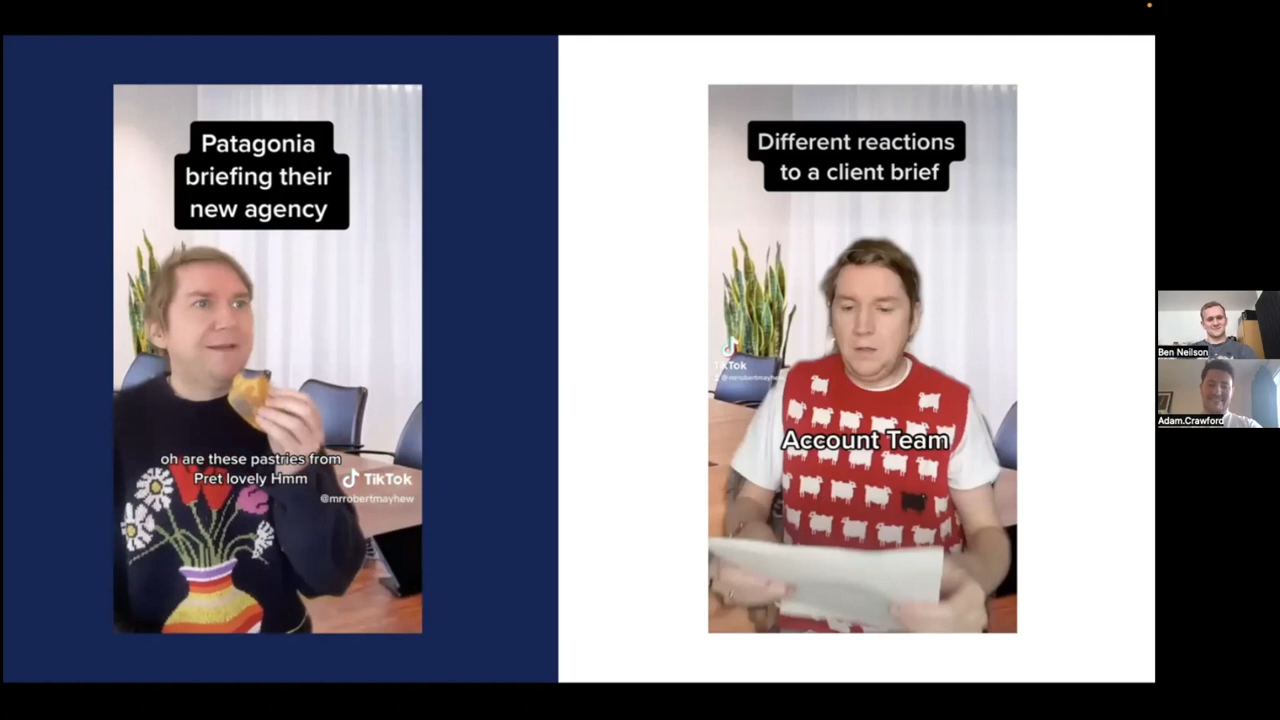 Patagonia
briefing their
new agency
oh are these pastries from
Pret lovely Hmm
TikTok
@mrrobertmayhew
Different reactions
to a client brief
TikTok
Account Team
Ben Neilson
Adam.Crawford